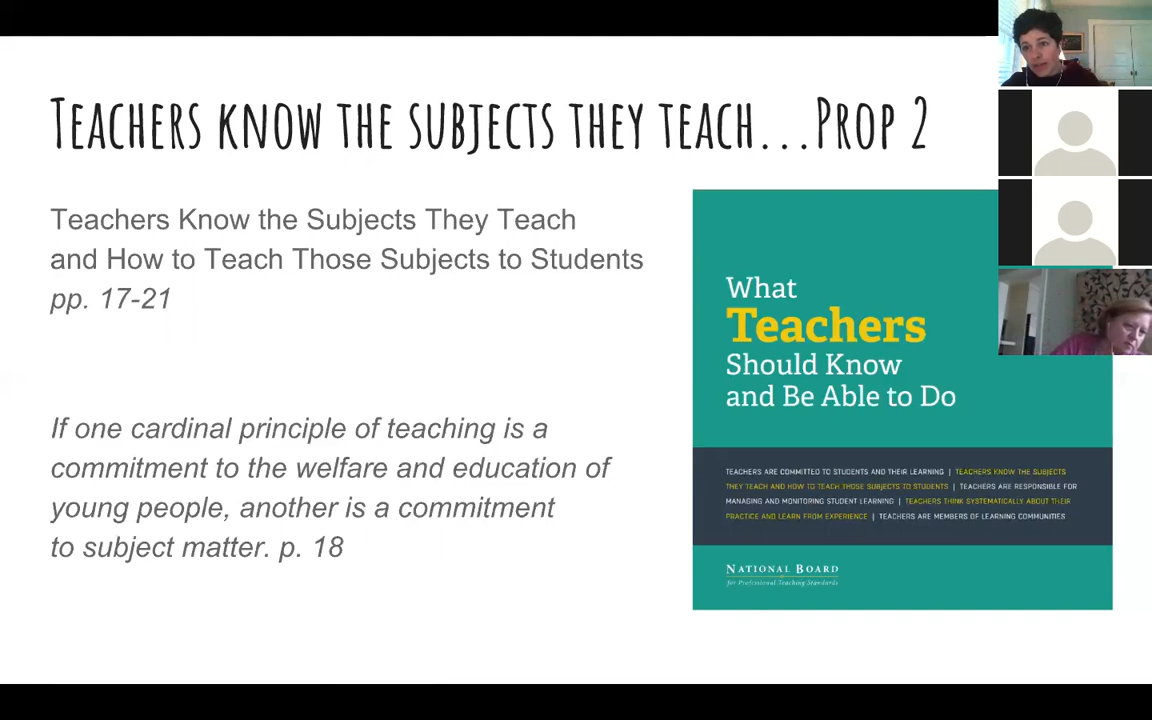 Teachers know the subjects they teach...Prop 2
Teachers Know the Subjects They Teach
and How to Teach Those Subjects to Students
pp. 17-21
If one cardinal principle of teaching is a
commitment to the welfare and education of
young people, another is a commitment
to subject matter. p. 18
What
Teachers
Should Know
and Be Able to Do
TEACHERS ARE COMMITTED TO STUDENTS AND THEIR LEARNING | TEACHERS KNOW THE SUBJECTS
THEY TEACH AND HOW TO TEACH THOSE SUBJECTS TO STUDENTS | TEACHERS ARE RESPONSIBLE FOR
MANAGING AND MONITORING STUDENT LEARNING | TEACHERS THINK SYSTEMATICALLY ABOUT THEIR
PRACTICE AND LEARN FROM EXPERIENCE | TEACHERS ARE MEMBERS OF LEARNING COMMUNITIES
NATIONAL BOARD
for Professional Teaching Standards